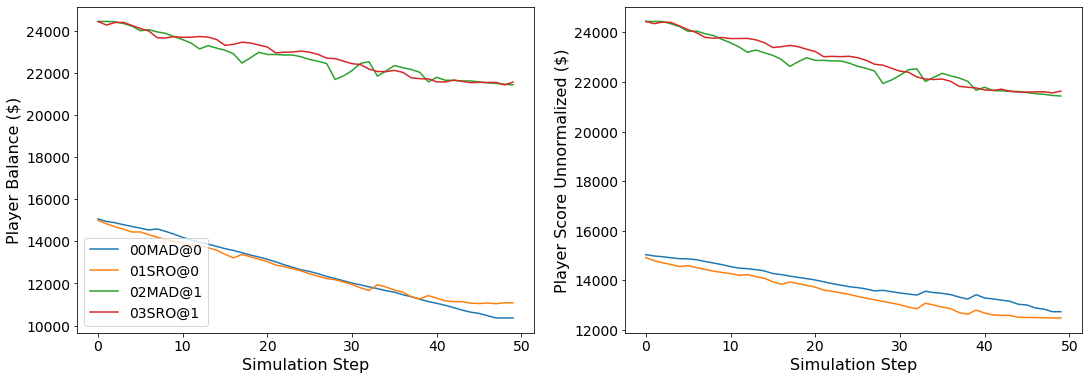 Player Balance ($)
24000
22000
20000
18000
16000
14000
12000
10000
00MAD@0
01SRO@0
02MAD@1
03SRO@1
0 10 20 30 40 50
Simulation Step
Player Score Unnormalized ($)
24000
22000
20000
18000
16000
14000
12000
0 10 20 30 40 50
Simulation Step